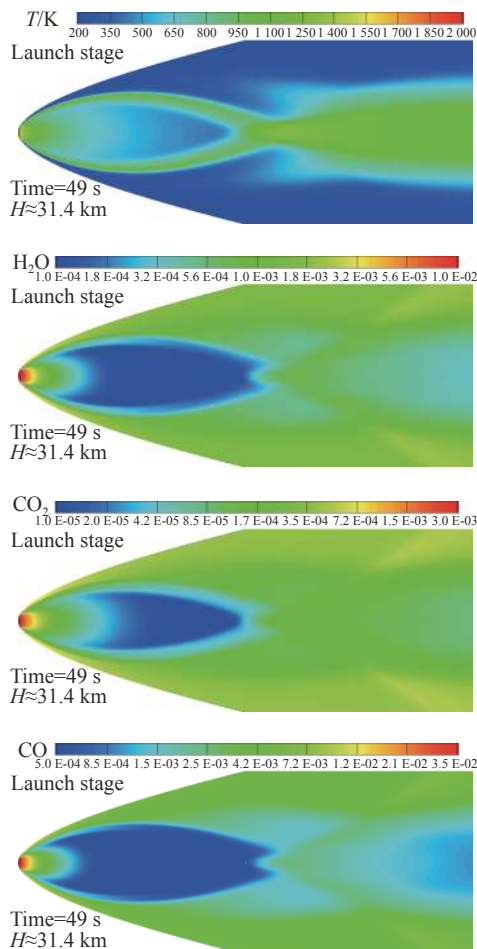 T/K
200 350 500 650 800 950 1 100 1 250 1 400 1 550 1 700 1 850 2 000
Launch stage
Time=49 s
H≈31.4 km
H₂O
1.0 E-04 1.8 E-04 3.2 E-04 5.6 E-04 1.0 E-03 1.8 E-03 3.2 E-03 5.6 E-03 1.0 E-02
Launch stage
Time=49 s
H≈31.4 km
CO₂
1.0 E-05 2.0 E-05 4.2 E-05 8.5 E-05 1.7 E-04 3.5 E-04 7.2 E-04 1.5 E-03 3.0 E-03
Launch stage
Time=49 s
H≈31.4 km
CO
5.0 E-04 8.5 E-04 1.5 E-03 2.5 E-03 4.2 E-03 7.2 E-03 1.2 E-02 2.1 E-02 3.5 E-02
Launch stage
Time=49 s
H≈31.4 km